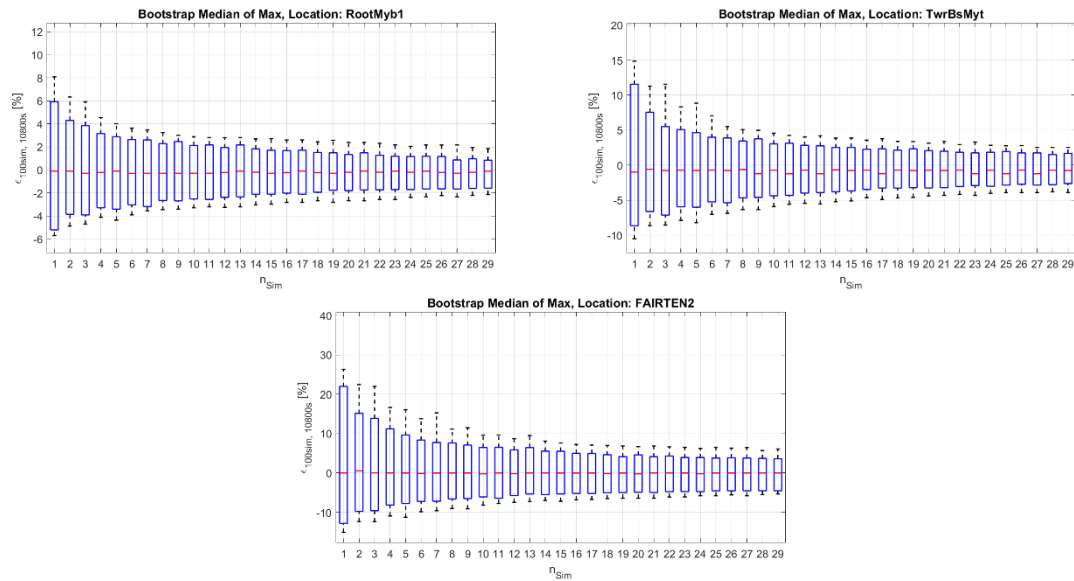 Bootstrap Median of Max, Location: RootMyb1
12
10
8
6
4
2
0
-2
-4
-6
ϵ-100sim, 10800s [%]
1 2 3 4 5 6 7 8 9 10 11 12 13 14 15 16 17 18 19 20 21 22 23 24 25 26 27 28 29
nSim
Bootstrap Median of Max, Location: TwrBsMyt
20
15
10
5
0
-5
-10
ϵ-100sim, 10800s [%]
1 2 3 4 5 6 7 8 9 10 11 12 13 14 15 16 17 18 19 20 21 22 23 24 25 26 27 28 29
nSim
Bootstrap Median of Max, Location: FAIRTEN2
40
30
20
10
0
-10
ϵ-100sim, 10800s [%]
1 2 3 4 5 6 7 8 9 10 11 12 13 14 15 16 17 18 19 20 21 22 23 24 25 26 27 28 29
nSim